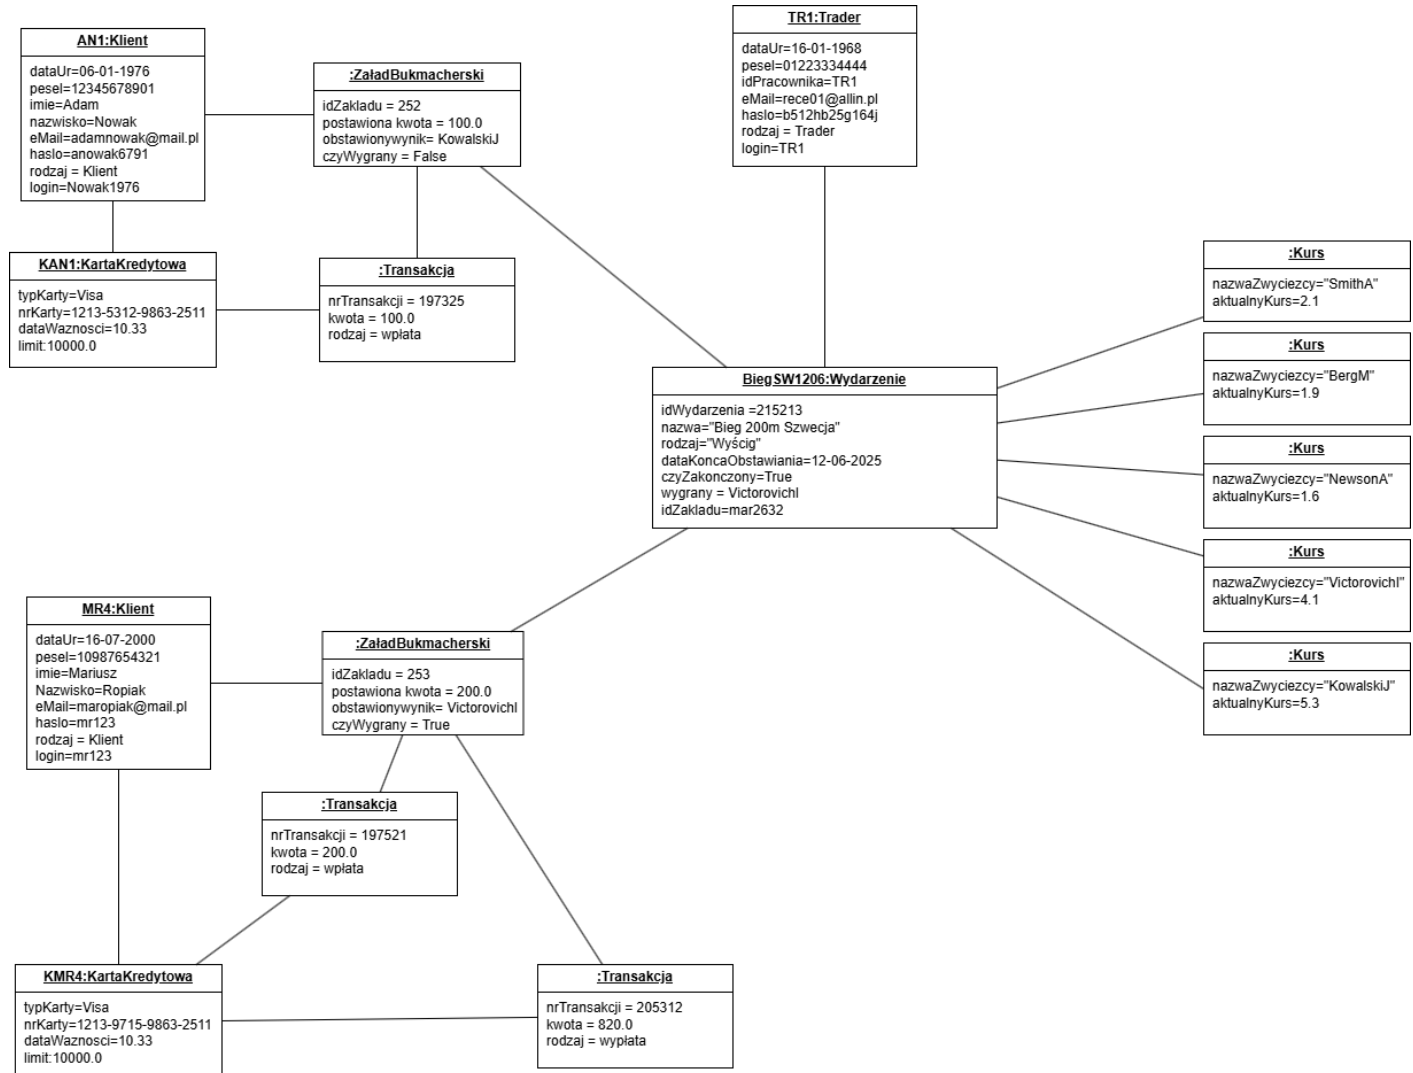 AN1:Klient
dataUr=06-01-1976
pesel=12345678901
imie=Adam
nazwisko=Nowak
eMail=adamnowak@mail.pl
haslo=anowak6791
rodzaj = Klient
login=Nowak1976
:ZaładBukmacherski
idZakladu = 252
postawiona kwota = 100.0
obstawionywynik= KowalskiJ
czyWygrany = False
TR1:Trader
dataUr=16-01-1968
pesel=01223334444
idPracownika=TR1
eMail=rece01@allin.pl
haslo=b512hb25g164j
rodzaj = Trader
login=TR1
KAN1:KartaKredytowa
typKarty=Visa
nrKarty=1213-5312-9863-2511
dataWaznosci=10.33
limit:10000.0
:Transakcja
nrTransakcji = 197325
kwota = 100.0
rodzaj = wpłata
:Kurs
nazwaZwyciezcy="SmithA"
aktualnyKurs=2.1
:Kurs
nazwaZwyciezcy="BergM"
aktualnyKurs=1.9
:Kurs
nazwaZwyciezcy="NewsonA"
aktualnyKurs=1.6
:Kurs
nazwaZwyciezcy="VictorovichI"
aktualnyKurs=4.1
:Kurs
nazwaZwyciezcy="KowalskiJ"
aktualnyKurs=5.3
BiegSW1206:Wydarzenie
idWydarzenia =215213
nazwa="Bieg 200m Szwecja"
rodzaj="Wyścig"
dataKoncaObstawiania=12-06-2025
czyZakonczony=True
wygrany = VictorovichI
idZakladu=mar2632
MR4:Klient
dataUr=16-07-2000
pesel=10987654321
imie=Mariusz
Nazwisko=Ropiak
eMail=maropiak@mail.pl
haslo=mr123
rodzaj = Klient
login=mr123
:ZaładBukmacherski
idZakladu = 253
postawiona kwota = 200.0
obstawionywynik= VictorovichI
czyWygrany = True
:Transakcja
nrTransakcji = 197521
kwota = 200.0
rodzaj = wpłata
KMR4:KartaKredytowa
typKarty=Visa
nrKarty=1213-9715-9863-2511
dataWaznosci=10.33
limit:10000.0
:Transakcja
nrTransakcji = 205312
kwota = 820.0
rodzaj = wypłata